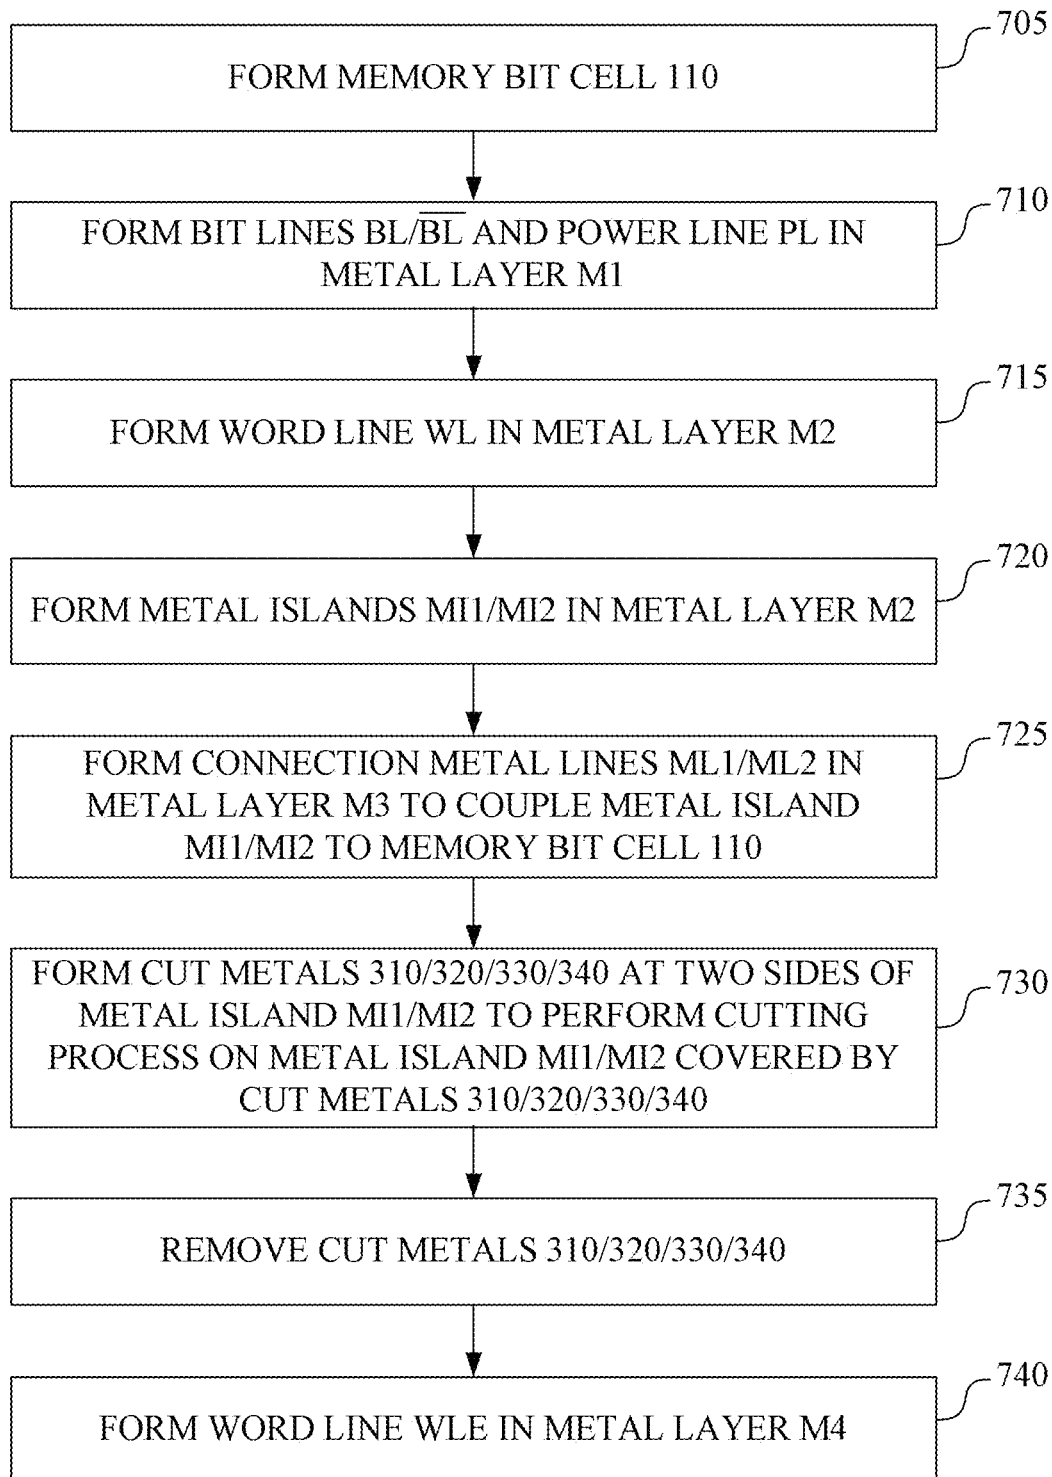 705
FORM MEMORY BIT CELL 110
710
FORM BIT LINES BL/B̅L̅ AND POWER LINE PL IN
METAL LAYER M1
715
FORM WORD LINE WL IN METAL LAYER M2
720
FORM METAL ISLANDS MI1/MI2 IN METAL LAYER M2
725
FORM CONNECTION METAL LINES ML1/ML2 IN
METAL LAYER M3 TO COUPLE METAL ISLAND
MI1/MI2 TO MEMORY BIT CELL 110
730
FORM CUT METALS 310/320/330/340 AT TWO SIDES OF
METAL ISLAND MI1/MI2 TO PERFORM CUTTING
PROCESS ON METAL ISLAND MI1/MI2 COVERED BY
CUT METALS 310/320/330/340
735
REMOVE CUT METALS 310/320/330/340
740
FORM WORD LINE WLE IN METAL LAYER M4